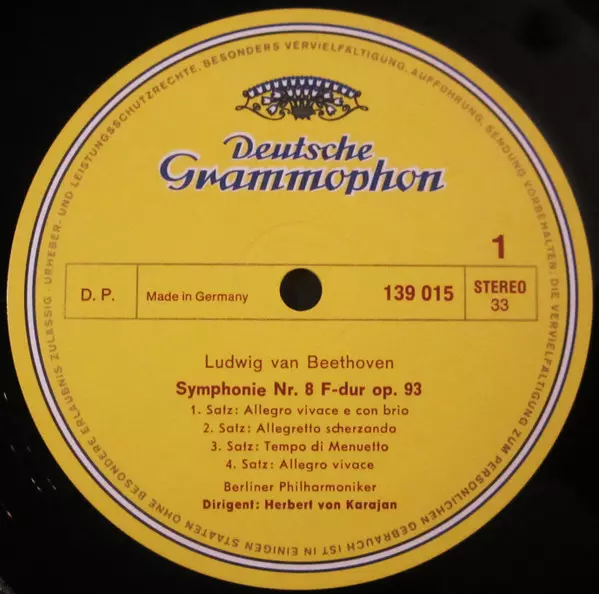 Deutsche
Grammophon
1
D. P.
Made in Germany
139 015
STEREO
33
Ludwig van Beethoven
Symphonie Nr. 8 F-dur op. 93
1. Satz: Allegro vivace e con brio
2. Satz: Allegretto scherzando
3. Satz: Tempo di Menuetto
4. Satz: Allegro vivace
Berliner Philharmoniker
Dirigent: Herbert von Karajan
URHEBER- UND LEISTUNGSSCHUTZRECHTE, BESONDERS VERVIELFÄLTIGUNG, AUFFÜHRUNG, SENDUNG VORBEHALTEN; DIE VERVIELFÄLTIGUNG ZUM PERSÖNLICHEN GEBRAUCH IST IN EINIGEN STAATEN OHNE BESONDERE ERLAUBNIS ZULÄSSIG ·